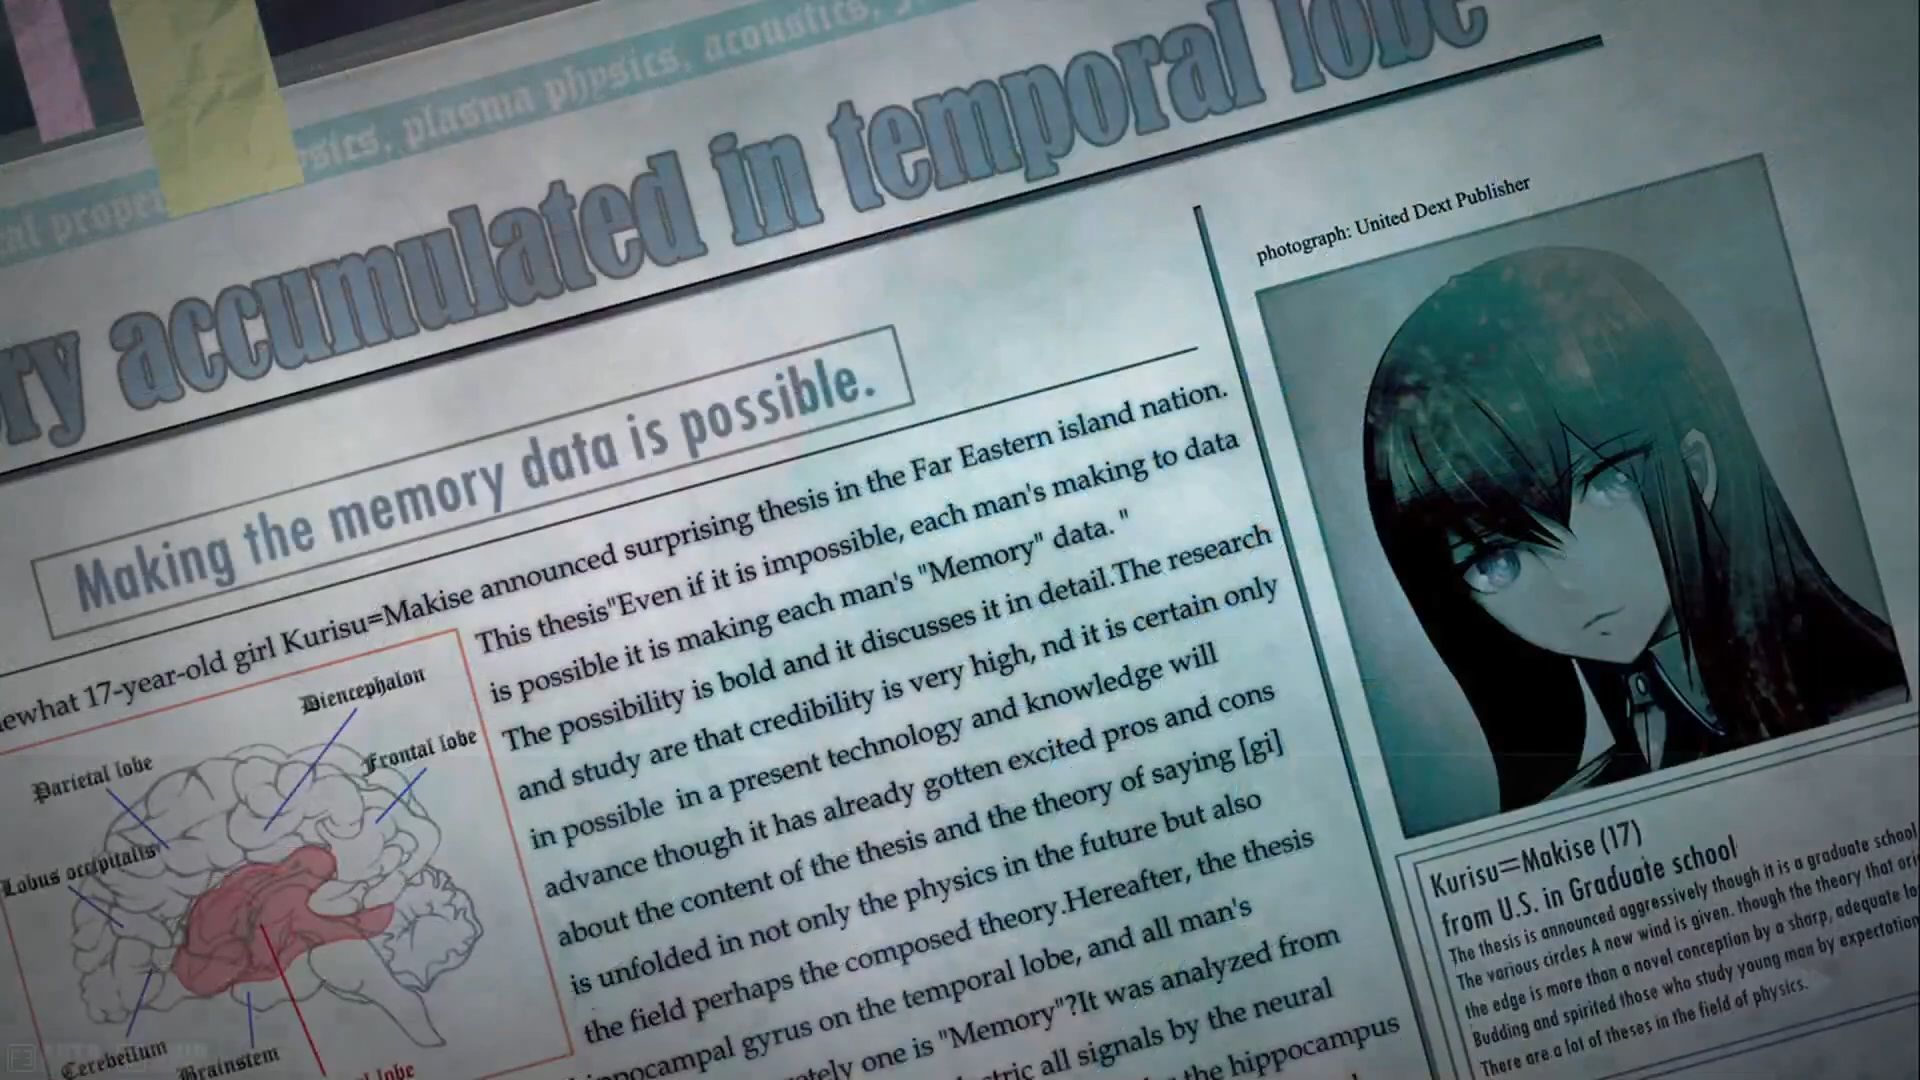 physics, plasma physics, acoustics,
ry accumulated in temporal lobe
Making the memory data is possible.
17-year-old girl Kurisu=Makise announced surprising thesis in the Far Eastern island nation.
Diencephalon
Frontal lobe
Parietal lobe
Lobus occipitalis
Cerebellum
Brainstem
lobe
This thesis"Even if it is impossible, each man's making to data
is possible it is making each man's "Memory" data. "
The possibility is bold and it discusses it in detail.The research
and study are that credibility is very high, nd it is certain only
in possible in a present technology and knowledge will
advance though it has already gotten excited pros and cons
about the content of the thesis and the theory of saying [gi]
is unfolded in not only the physics in the future but also
the field perhaps the composed theory.Hereafter, the thesis
gyrus on the temporal lobe, and all man's
one is "Memory"?It was analyzed from
all signals by the neural
the hippocampus
photograph: United Dext Publisher
Kurisu=Makise (17)
from U.S. in Graduate school
The thesis is announced aggressively though it is a graduate school
The various circles A new wind is given. though the theory that
the edge is more than a novel conception by a sharp, adequate
Budding and spirited those who study young man by expectation
There are a lot of theses in the field of physics.